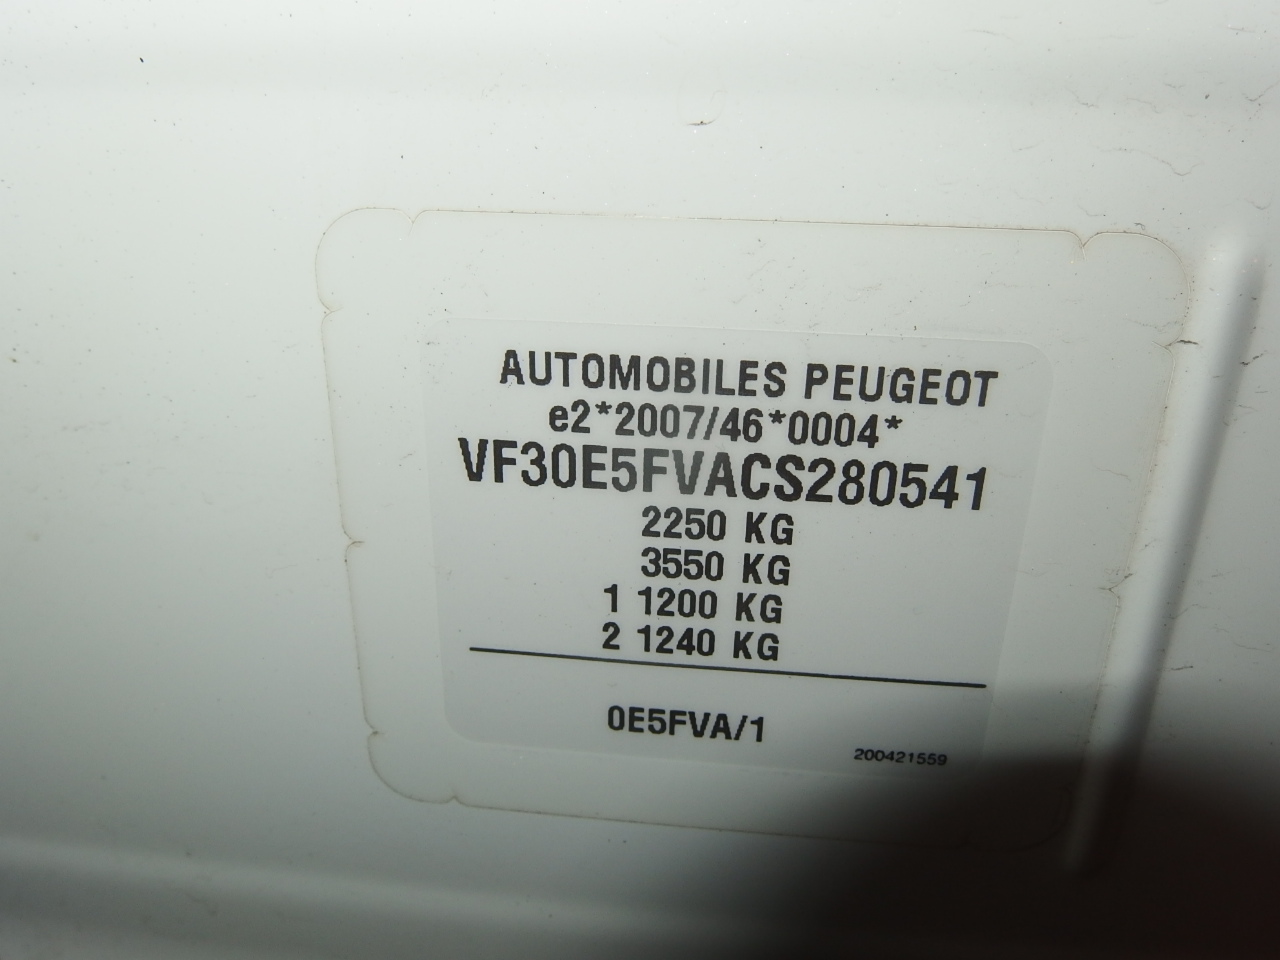 AUTOMOBILES PEUGEOT
e2*2007/46*0004*
VF30E5FVACS280541
2250 KG
3550 KG
1 1200 KG
2 1240 KG
0E5FVA/1
200421559